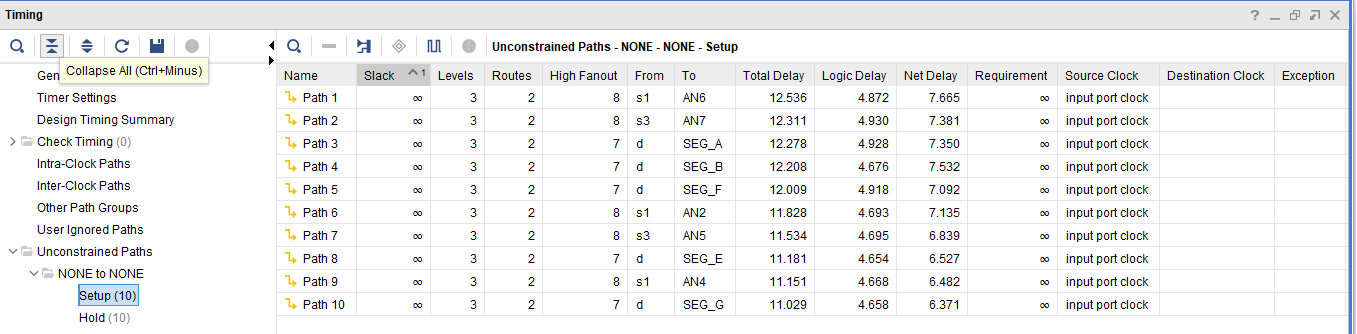 Timing
Unconstrained Paths - NONE - NONE - Setup
Gen
Collapse All (Ctrl+Minus)
Timer Settings
Design Timing Summary
Check Timing (0)
Intra-Clock Paths
Inter-Clock Paths
Other Path Groups
User Ignored Paths
Unconstrained Paths
NONE to NONE
Setup (10)
Hold (10)
Name Slack 1 Levels Routes High Fanout From To Total Delay Logic Delay Net Delay Requirement Source Clock Destination Clock Exception
Path 1 ∞ 3 2 8 s1 AN6 12.536 4.872 7.665 ∞ input port clock
Path 2 ∞ 3 2 8 s3 AN7 12.311 4.930 7.381 ∞ input port clock
Path 3 ∞ 3 2 7 d SEG_A 12.278 4.928 7.350 ∞ input port clock
Path 4 ∞ 3 2 7 d SEG_B 12.208 4.676 7.532 ∞ input port clock
Path 5 ∞ 3 2 7 d SEG_F 12.009 4.918 7.092 ∞ input port clock
Path 6 ∞ 3 2 8 s1 AN2 11.828 4.693 7.135 ∞ input port clock
Path 7 ∞ 3 2 8 s3 AN5 11.534 4.695 6.839 ∞ input port clock
Path 8 ∞ 3 2 7 d SEG_E 11.181 4.654 6.527 ∞ input port clock
Path 9 ∞ 3 2 8 s1 AN4 11.151 4.668 6.482 ∞ input port clock
Path 10 ∞ 3 2 7 d SEG_G 11.029 4.658 6.371 ∞ input port clock